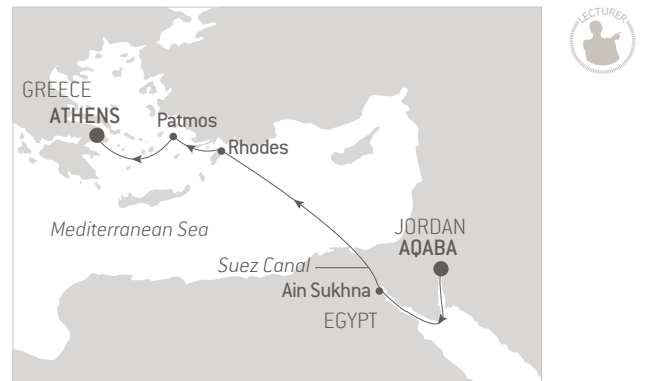 LECTURER
GREECE
ATHENS
Patmos
Rhodes
Mediterranean Sea
JORDAN
AQABA
Suez Canal
Ain Sukhna
EGYPT